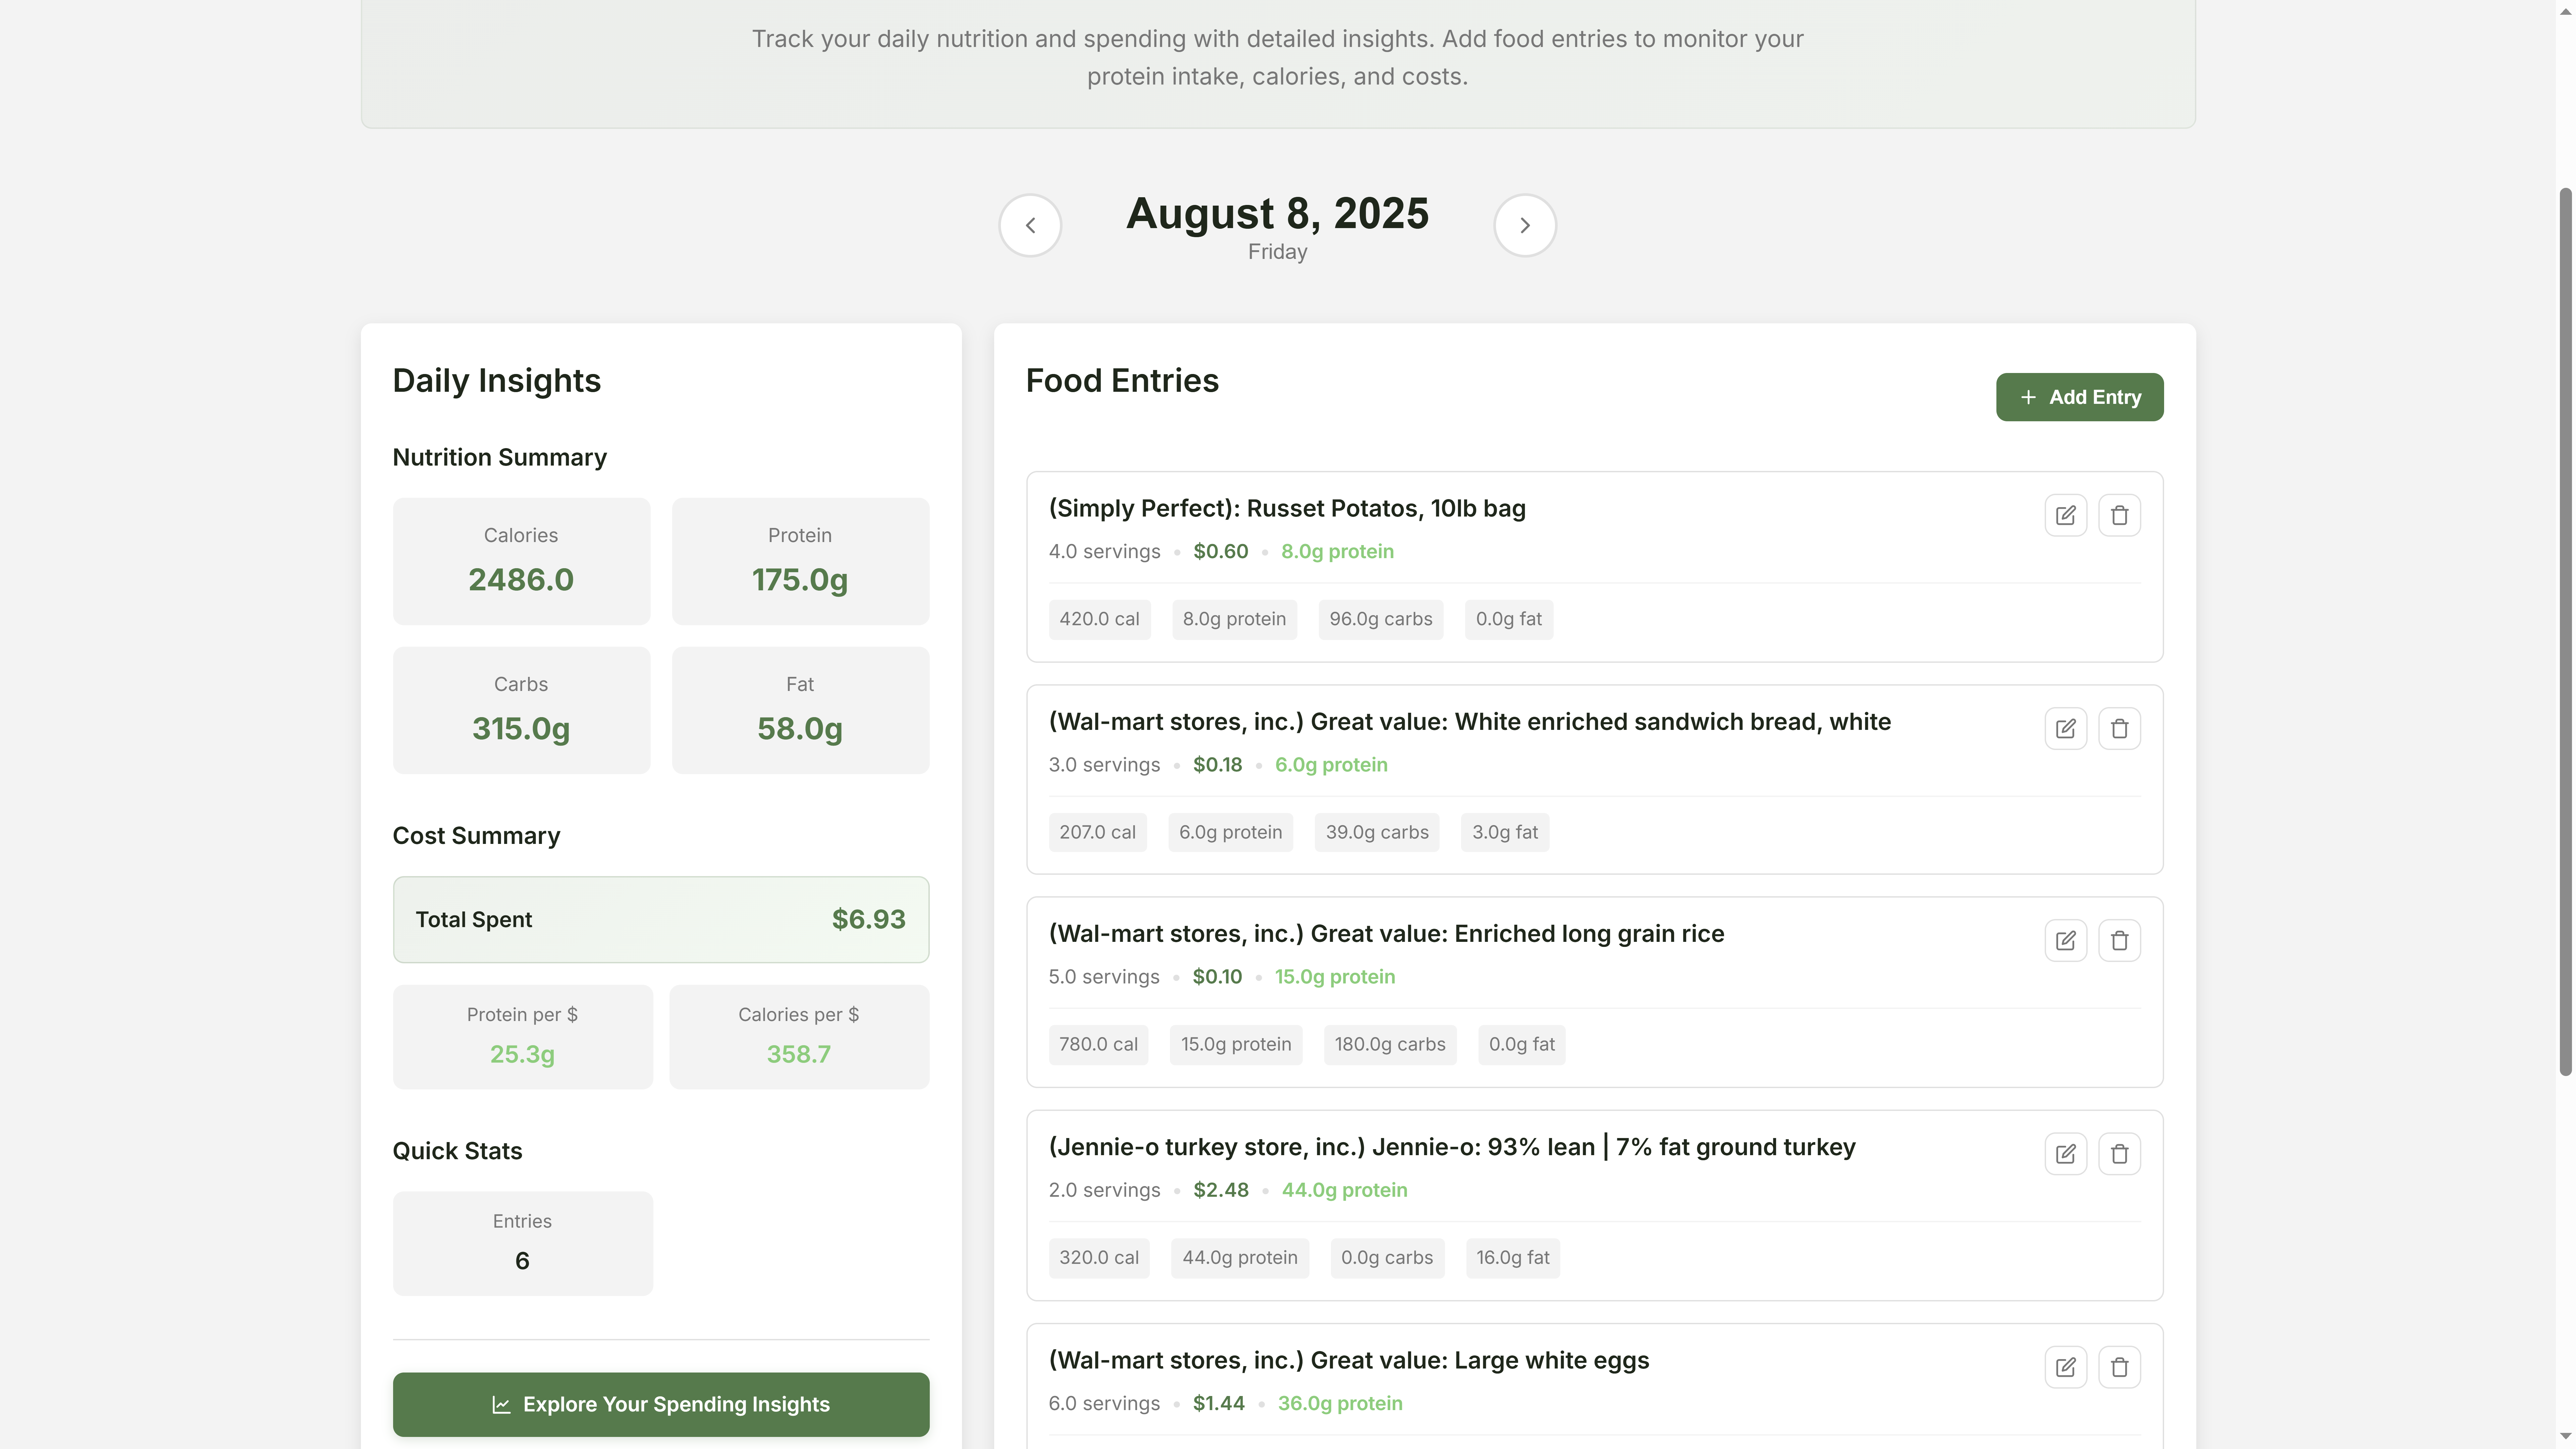 Track your daily nutrition and spending with detailed insights. Add food entries to monitor your
protein intake, calories, and costs.
August 8, 2025
Friday
Daily Insights
Nutrition Summary
Calories
2486.0
Protein
175.0g
Carbs
315.0g
Fat
58.0g
Cost Summary
Total Spent $6.93
Protein per $
25.3g
Calories per $
358.7
Quick Stats
Entries
6
Explore Your Spending Insights
Food Entries
Add Entry
(Simply Perfect): Russet Potatos, 10lb bag
4.0 servings • $0.60 • 8.0g protein
420.0 cal 8.0g protein 96.0g carbs 0.0g fat
(Wal-mart stores, inc.) Great value: White enriched sandwich bread, white
3.0 servings • $0.18 • 6.0g protein
207.0 cal 6.0g protein 39.0g carbs 3.0g fat
(Wal-mart stores, inc.) Great value: Enriched long grain rice
5.0 servings • $0.10 • 15.0g protein
780.0 cal 15.0g protein 180.0g carbs 0.0g fat
(Jennie-o turkey store, inc.) Jennie-o: 93% lean | 7% fat ground turkey
2.0 servings • $2.48 • 44.0g protein
320.0 cal 44.0g protein 0.0g carbs 16.0g fat
(Wal-mart stores, inc.) Great value: Large white eggs
6.0 servings • $1.44 • 36.0g protein